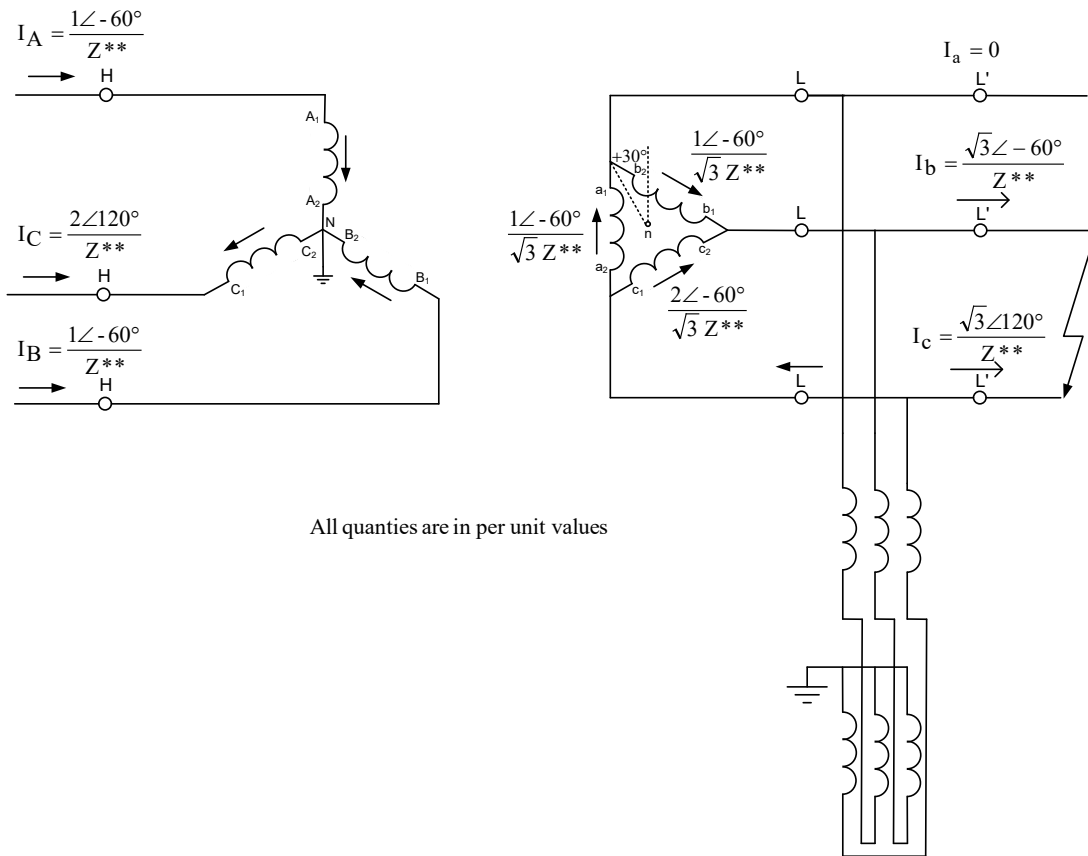 I_A = 1∠-60° / Z**
H
A₁
A₂
N
I_C = 2∠120° / Z**
H
C₂
C₁
B₂
B₁
I_B = 1∠-60° / Z**
H
I_a = 0
L
L'
+30°
b₂
1∠-60° / √3 Z**
b₁
a₁
1∠-60° / √3 Z**
a₂
n
c₂
c₁
2∠-60° / √3 Z**
I_b = √3∠-60° / Z**
L
L'
I_c = √3∠120° / Z**
L
L'
All quanties are in per unit values